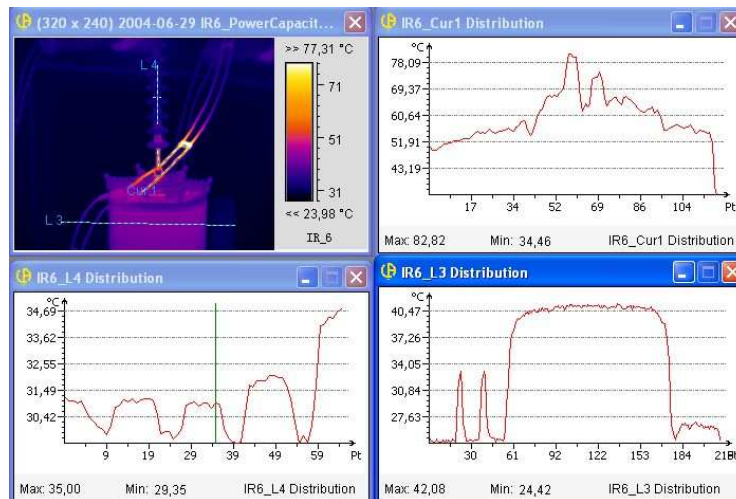 (320 x 240) 2004-06-29 IR6_PowerCapacit...
L 4
Cur1
L 3
>> 77,31 °C
71
51
31
<< 23,98 °C
IR_6
IR6_Cur1 Distribution
°C
78,09
69,37
60,64
51,91
43,19
17 34 52 69 86 104 Pt
Max: 82,82 Min: 34,46 IR6_Cur1 Distribution
IR6_L4 Distribution
°C
34,69
33,62
32,55
31,49
30,42
9 19 29 39 49 59 Pt
Max: 35,00 Min: 29,35 IR6_L4 Distribution
IR6_L3 Distribution
°C
40,47
37,26
34,05
30,84
27,63
30 61 92 122 153 184 215 Pt
Max: 42,08 Min: 24,42 IR6_L3 Distribution